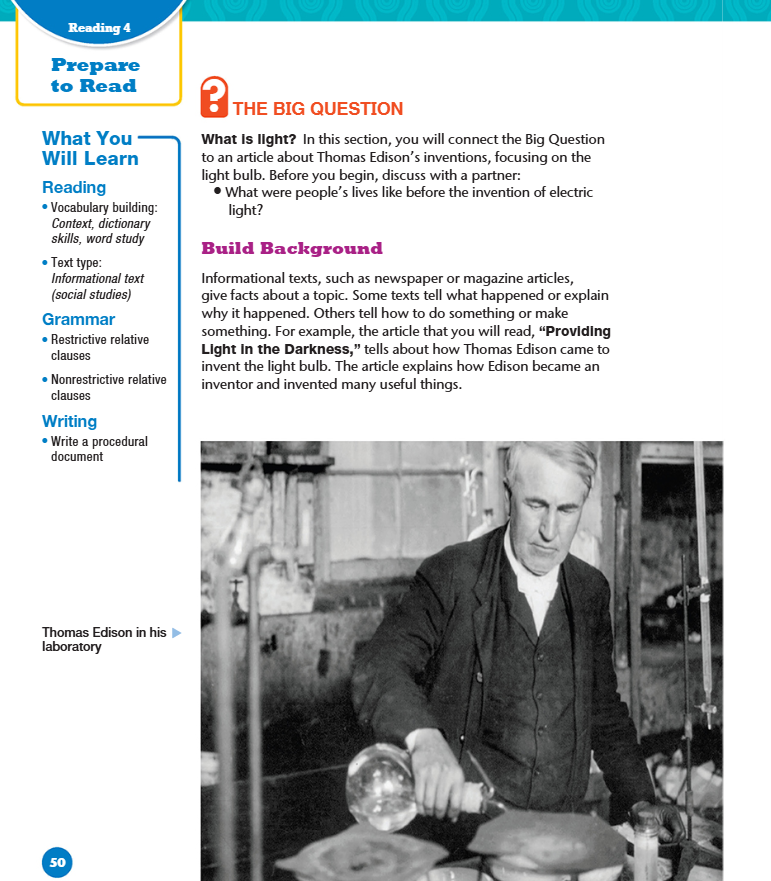 Reading 4
Prepare
to Read
What You
Will Learn
Reading
• Vocabulary building:
Context, dictionary
skills, word study
• Text type:
Informational text
(social studies)
Grammar
• Restrictive relative
clauses
• Nonrestrictive relative
clauses
Writing
• Write a procedural
document
? THE BIG QUESTION
What is light? In this section, you will connect the Big Question
to an article about Thomas Edison’s inventions, focusing on the
light bulb. Before you begin, discuss with a partner:
• What were people’s lives like before the invention of electric
light?
Build Background
Informational texts, such as newspaper or magazine articles,
give facts about a topic. Some texts tell what happened or explain
why it happened. Others tell how to do something or make
something. For example, the article that you will read, “Providing
Light in the Darkness,” tells about how Thomas Edison came to
invent the light bulb. The article explains how Edison became an
inventor and invented many useful things.
Thomas Edison in his
laboratory
50